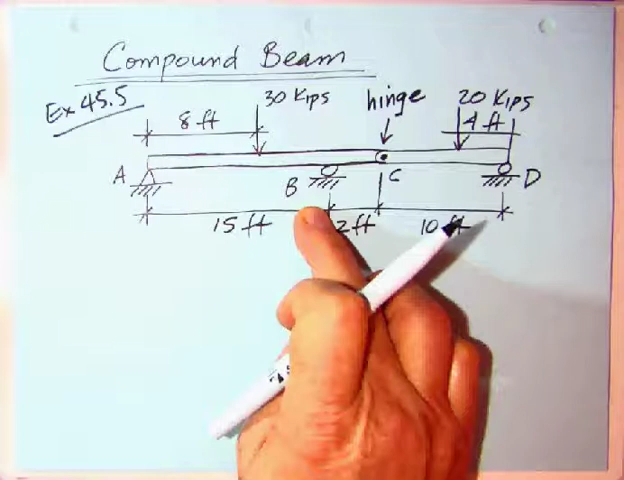 Compound Beam
Ex 45.5
30 Kips
hinge
20 Kips
8 ft
4 ft
A
B
C
D
15 ft
2 ft
10 ft